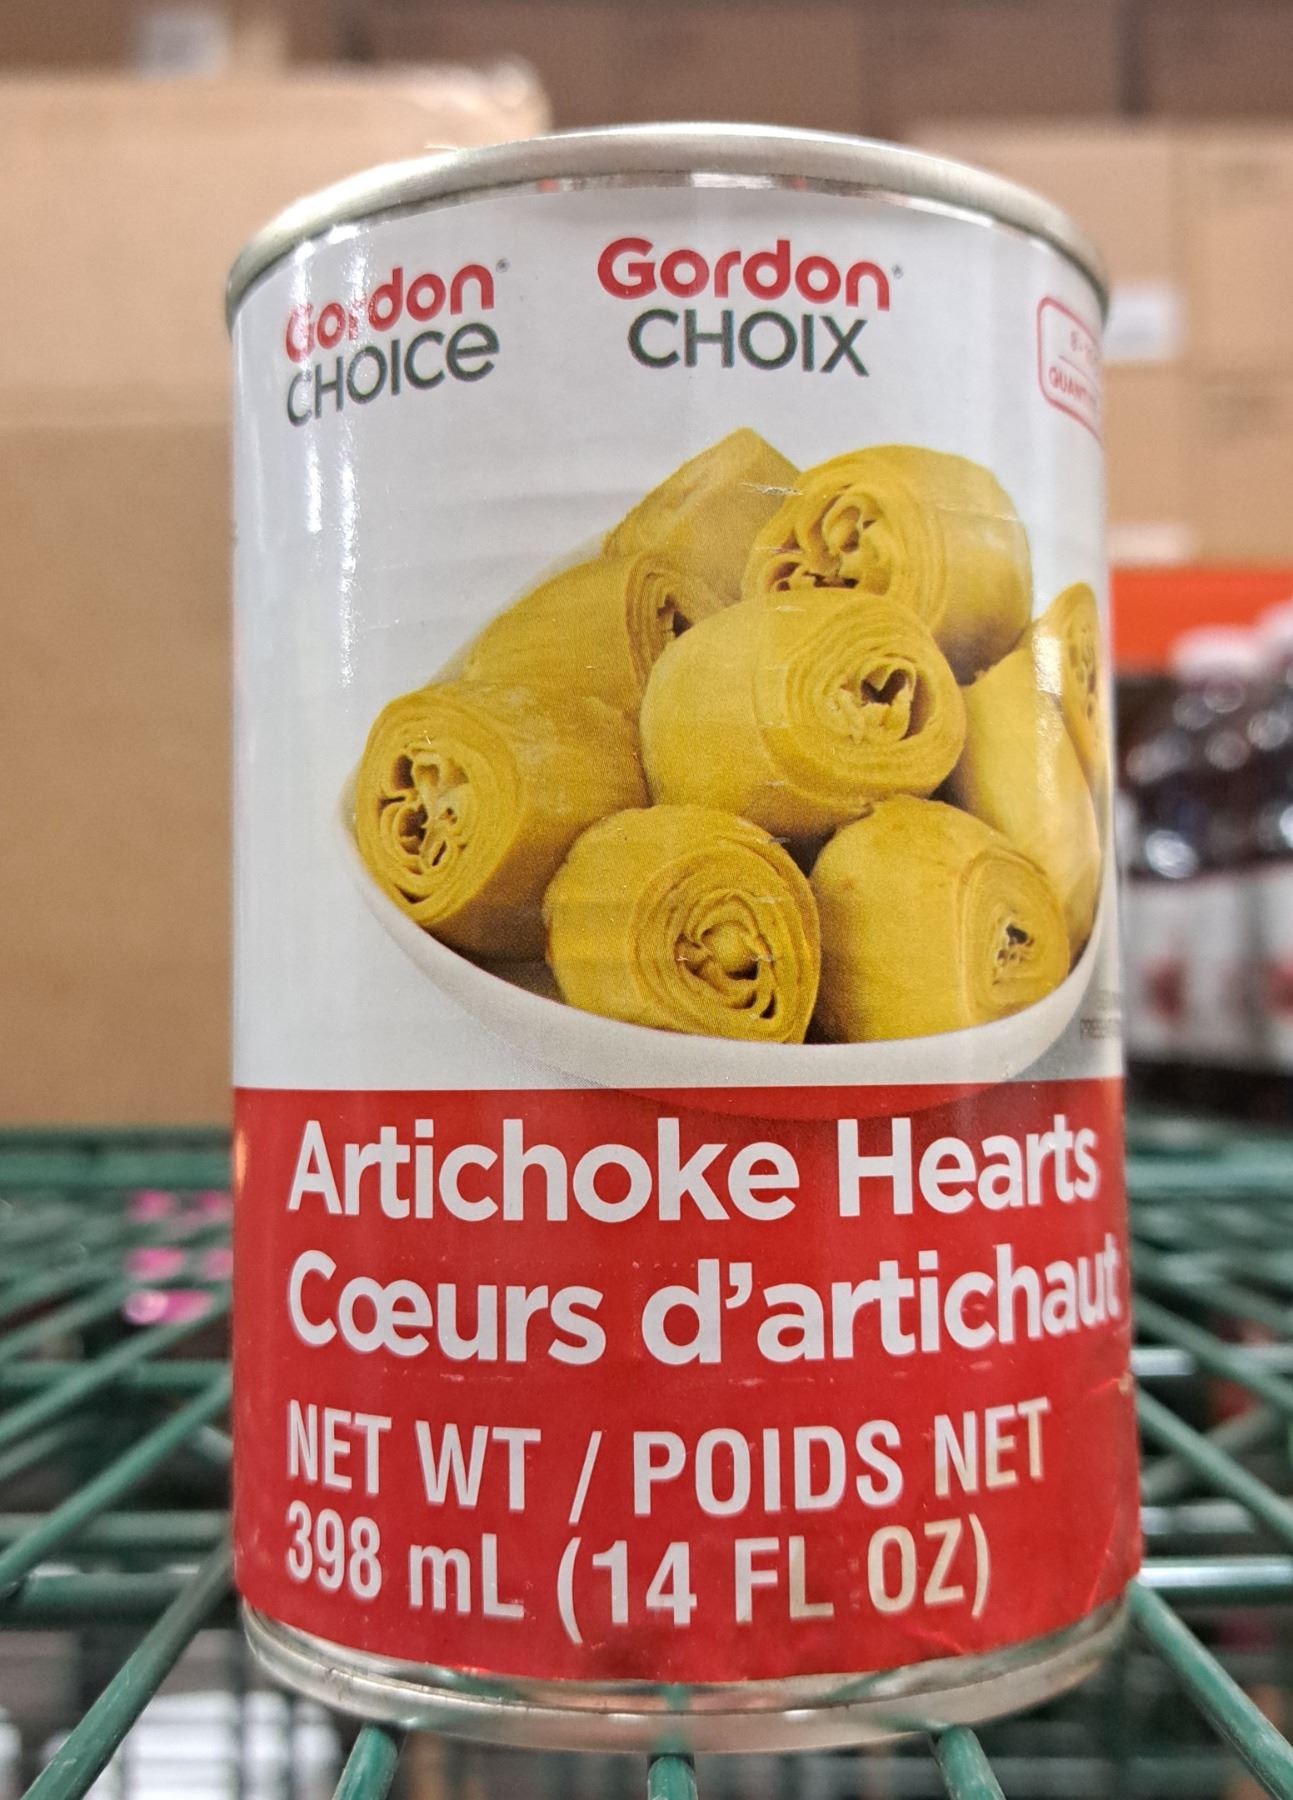 Gordon
CHOICe
Gordon
CHOIX
Artichoke Hearts
Cœurs d'artichaut
NET WT / POIDS NET
398 mL (14 FL OZ)